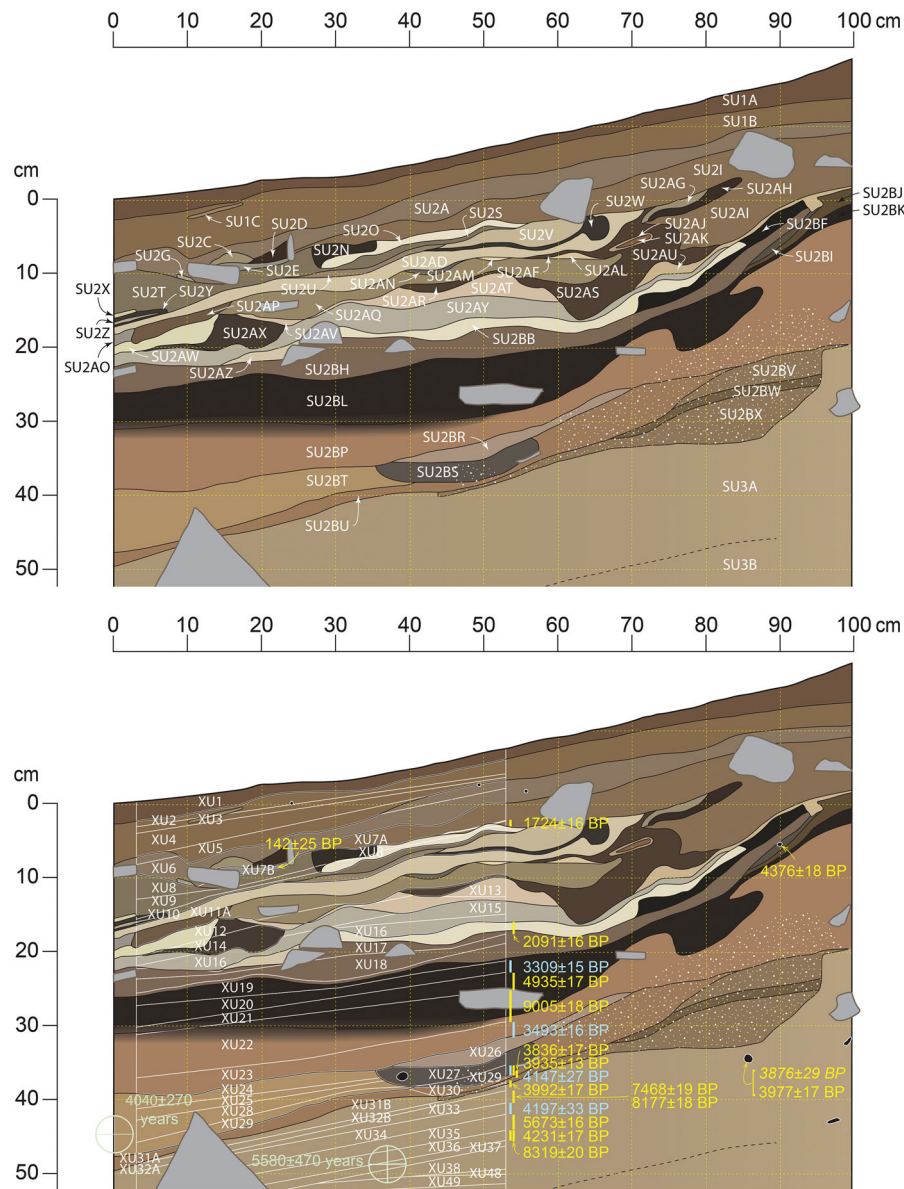 0 10 20 30 40 50 60 70 80 90 100 cm
SU1A
SU1B
cm
SU2I
SU2AG
SU2AH
SU2BJ
0
SU2W
SU2BK
SU2A
SU2S
SU1C
SU2D
SU2O
SU2AI
SU2AJ
SU2BF
SU2C
SU2N
SU2V
SU2AK
SU2G
SU2AD
SU2AU
SU2BI
SU2E
10
SU2AM
SU2AF
SU2AL
SU2X
SU2T
SU2Y
SU2U
SU2AN
SU2AT
SU2AS
SU2AR
SU2AP
SU2AQ
SU2AY
SU2Z
SU2AX
SU2AV
SU2BB
20
SU2AW
SU2AO
SU2AZ
SU2BH
SU2BV
SU2BW
SU2BL
SU2BX
30
SU2BR
SU2BP
SU2BS
SU2BT
SU3A
40
SU2BU
50
SU3B
0 10 20 30 40 50 60 70 80 90 100 cm
cm
0
XU1
XU2
XU3
1724±16 BP
XU4
142±25 BP
XU7A
XU5
XU8
XU6
XU7B
4376±18 BP
10
XU8
XU13
XU9
XU10
XU11A
XU15
XU12
XU16
2091±16 BP
20
XU14
XU17
XU16
XU18
3309±15 BP
XU19
4935±17 BP
XU20
9005±18 BP
XU21
30
3493±16 BP
XU22
XU26
3836±17 BP
3935±13 BP
XU23
XU27
XU29
4147±27 BP
3876±29 BP
XU24
XU30
3992±17 BP
7468±19 BP
3977±17 BP
40
4040±270
years
XU25
XU31B
8177±18 BP
XU28
XU33
4197±33 BP
XU32B
XU29
5673±16 BP
XU34
XU35
4231±17 BP
XU36
XU37
8319±20 BP
XU31A
5580±470 years
XU32A
XU38
XU48
50
XU49